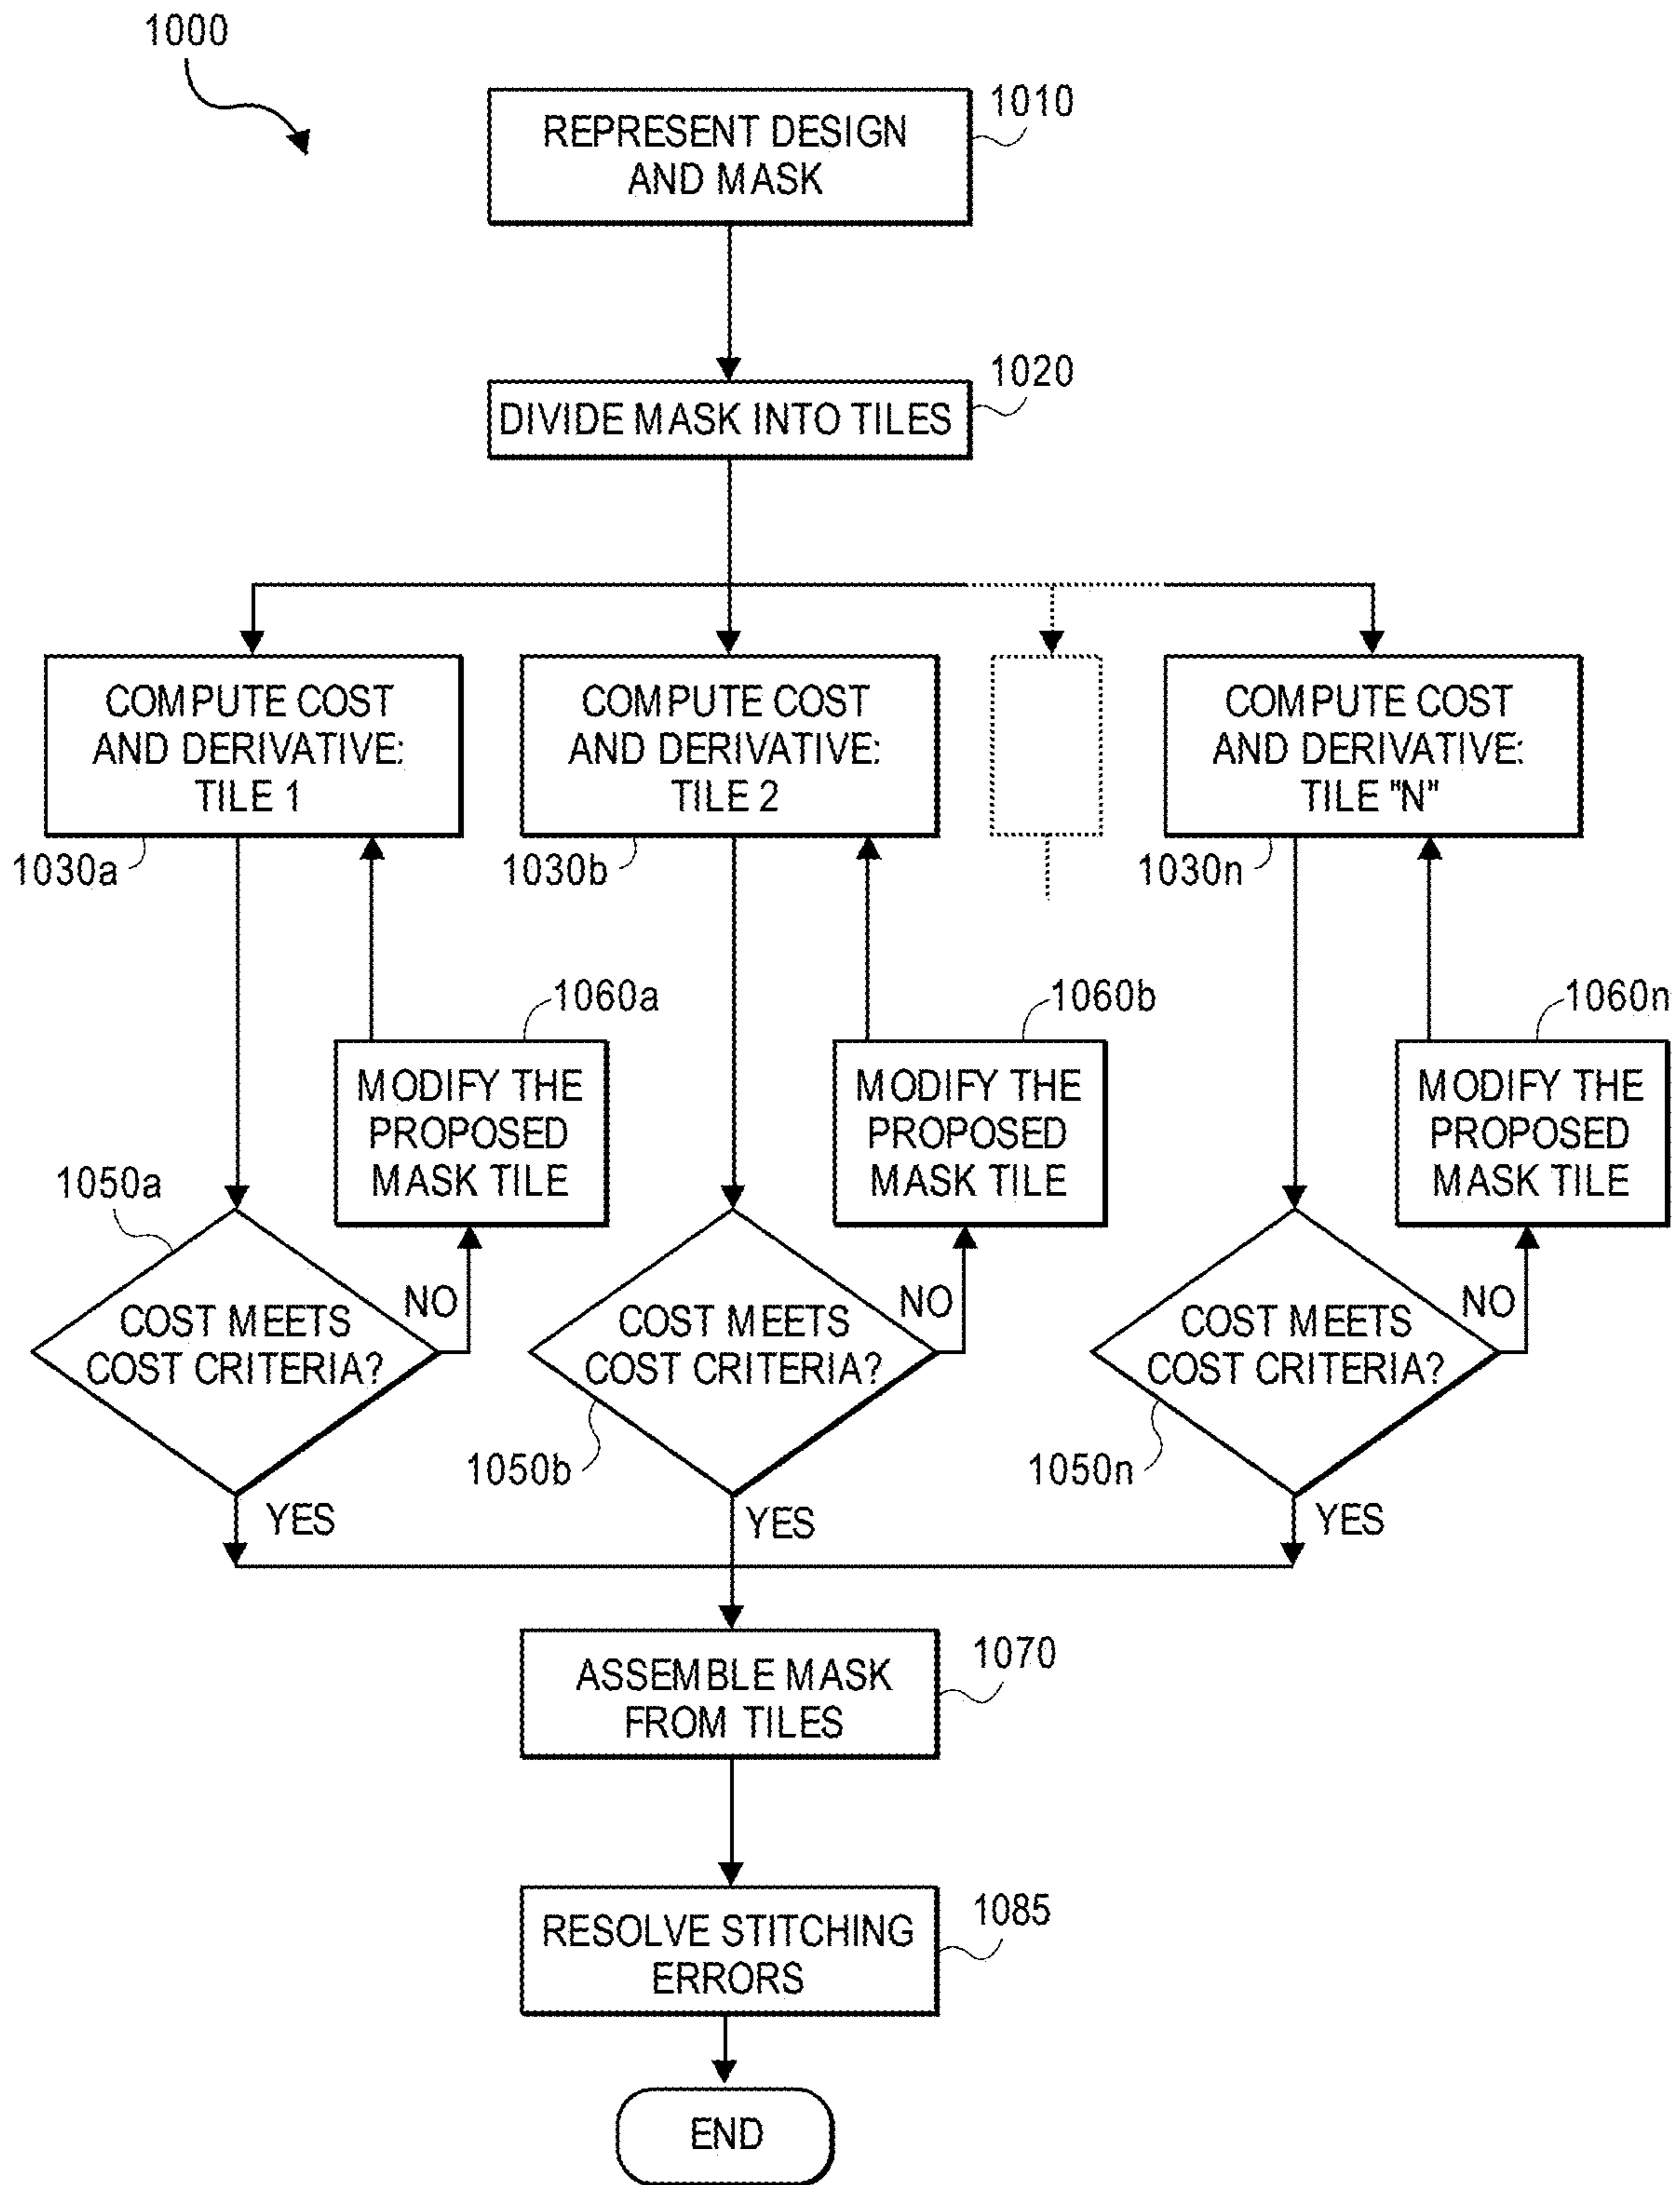 1000
REPRESENT DESIGN
AND MASK
1010
DIVIDE MASK INTO TILES
1020
COMPUTE COST
AND DERIVATIVE:
TILE 1
1030a
COMPUTE COST
AND DERIVATIVE:
TILE 2
1030b
COMPUTE COST
AND DERIVATIVE:
TILE "N"
1030n
1060a
MODIFY THE
PROPOSED
MASK TILE
1060b
MODIFY THE
PROPOSED
MASK TILE
1060n
MODIFY THE
PROPOSED
MASK TILE
1050a
COST MEETS
COST CRITERIA?
NO
YES
1050b
COST MEETS
COST CRITERIA?
NO
YES
1050n
COST MEETS
COST CRITERIA?
NO
YES
ASSEMBLE MASK
FROM TILES
1070
RESOLVE STITCHING
ERRORS
1085
END